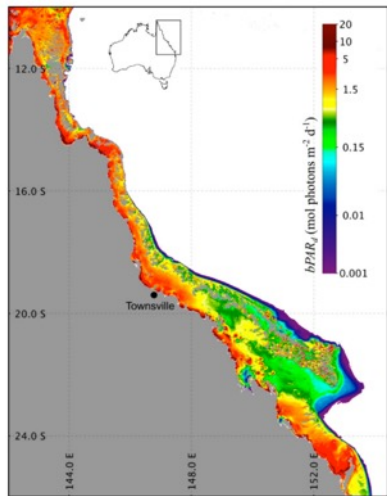 20
10
5
1.5
0.15
0.01
0.001
bPAR_d (mol photons m⁻² d⁻¹)
12.0 S
16.0 S
Townsville
20.0 S
24.0 S
144.0 E
148.0 E
152.0 E